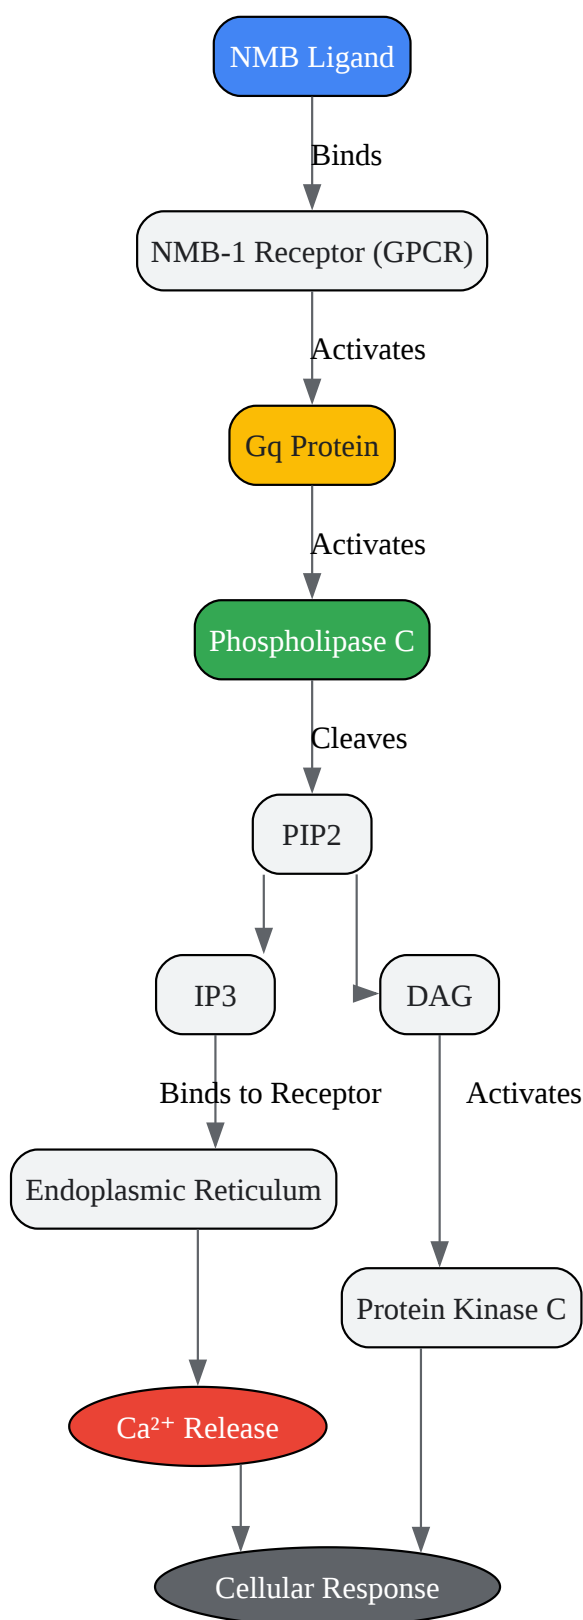 NMB Ligand
Binds
NMB-1 Receptor (GPCR)
Activates
Gq Protein
Activates
Phospholipase C
Cleaves
PIP2
IP3
DAG
Binds to Receptor
Activates
Endoplasmic Reticulum
Protein Kinase C
Ca²⁺ Release
Cellular Response